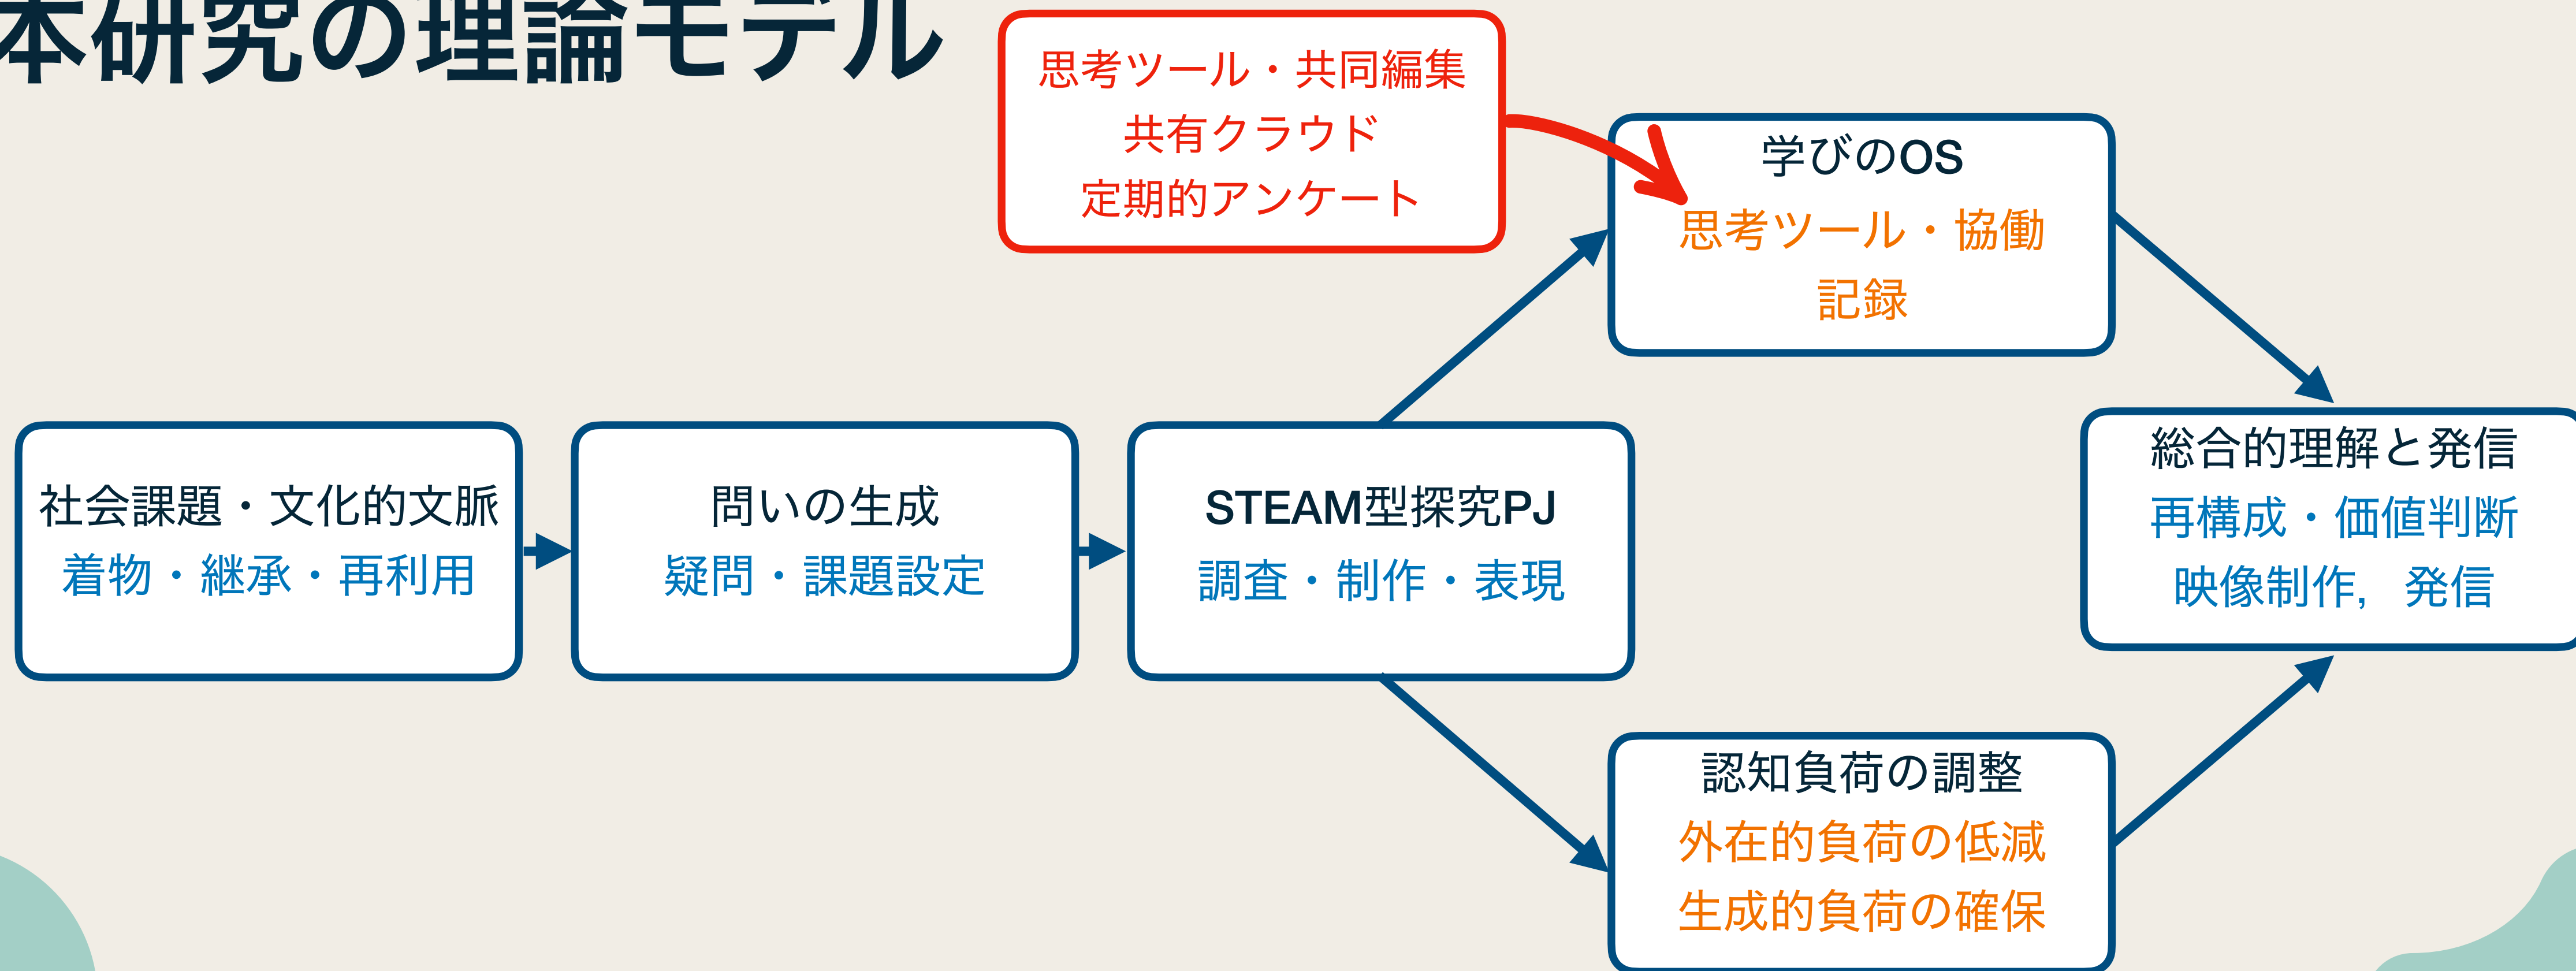 本研究の理論モデル
思考ツール・共同編集
共有クラウド
定期的アンケート
学びのOS
思考ツール・協働
記録
社会課題・文化的文脈
着物・継承・再利用
問いの生成
疑問・課題設定
STEAM型探究PJ
調査・制作・表現
総合的理解と発信
再構成・価値判断
映像制作，発信
認知負荷の調整
外在的負荷の低減
生成的負荷の確保